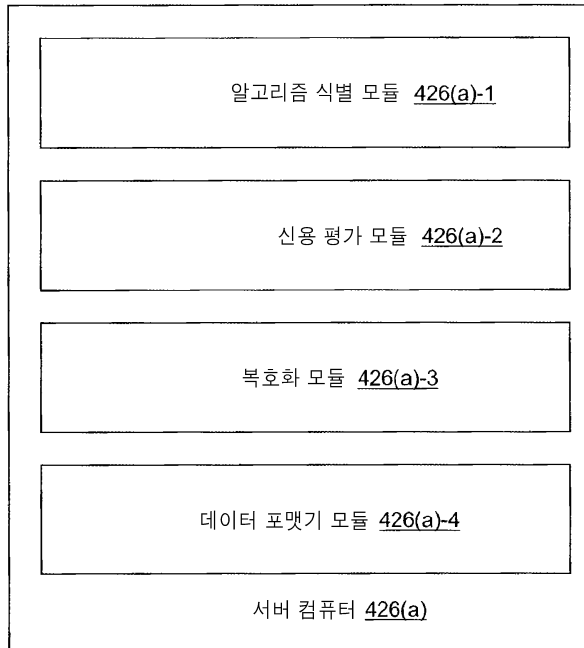 알고리즘 식별 모듈 426(a)-1
신용 평가 모듈 426(a)-2
복호화 모듈 426(a)-3
데이터 포맷기 모듈 426(a)-4
서버 컴퓨터 426(a)